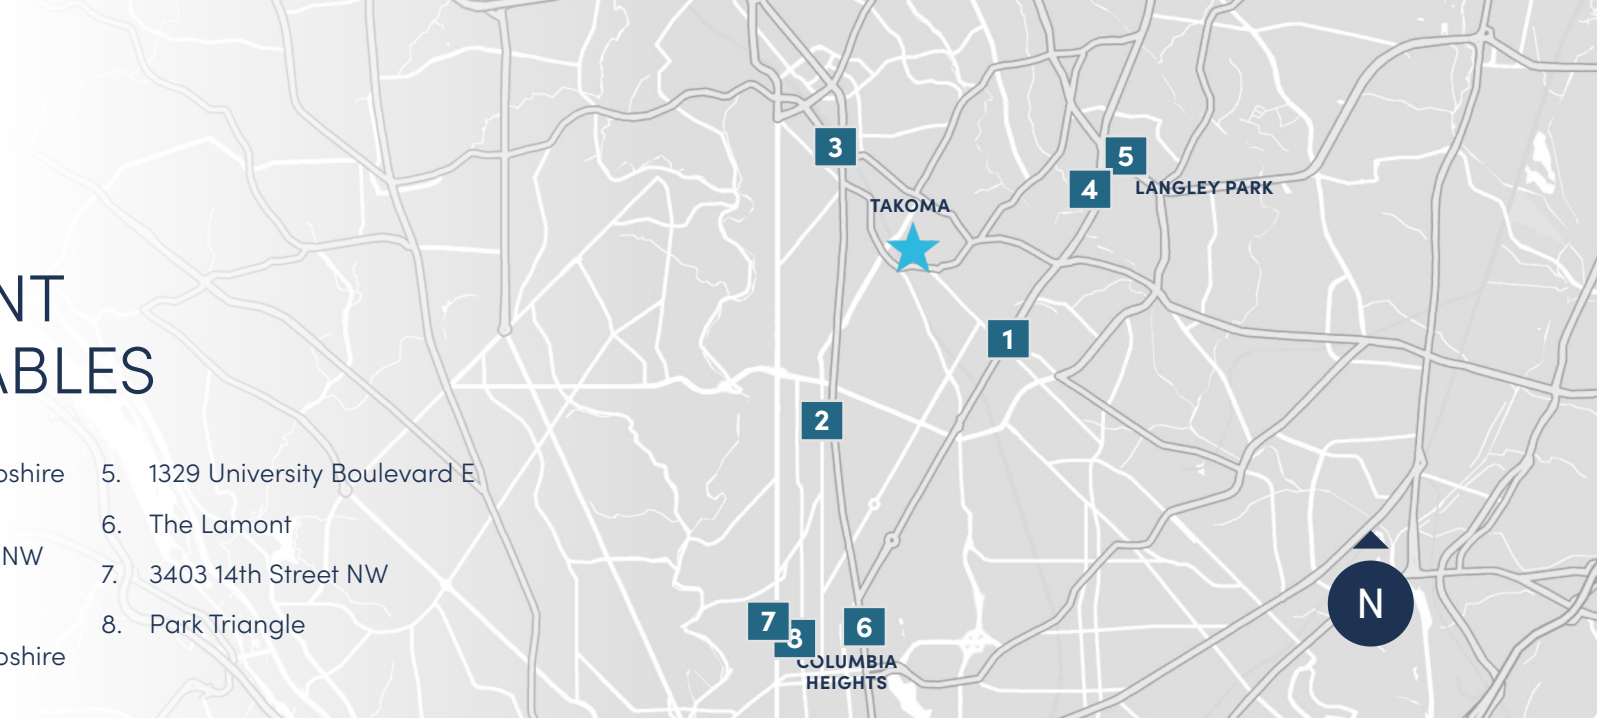 NT
ABLES
pshire
NW
pshire
5. 1329 University Boulevard E
6. The Lamont
7. 3403 14th Street NW
8. Park Triangle
3
5
4
LANGLEY PARK
TAKOMA
1
2
7
8
6
COLUMBIA
HEIGHTS
N